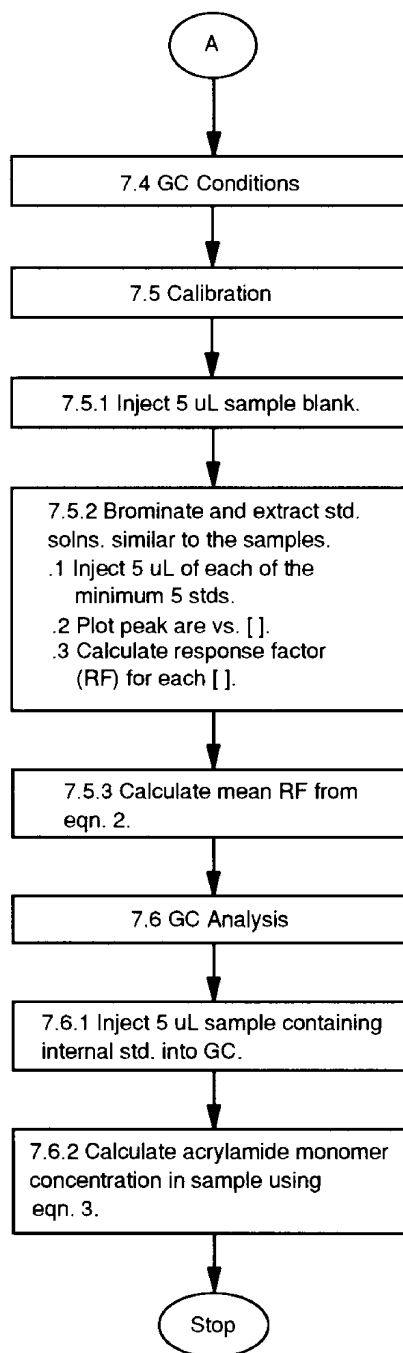 A
7.4 GC Conditions
7.5 Calibration
7.5.1 Inject 5 uL sample blank.
7.5.2 Brominate and extract std.
solns. similar to the samples.
.1 Inject 5 uL of each of the
minimum 5 stds.
.2 Plot peak are vs. [ ].
.3 Calculate response factor
(RF) for each [ ].
7.5.3 Calculate mean RF from
eqn. 2.
7.6 GC Analysis
7.6.1 Inject 5 uL sample containing
internal std. into GC.
7.6.2 Calculate acrylamide monomer
concentration in sample using
eqn. 3.
Stop